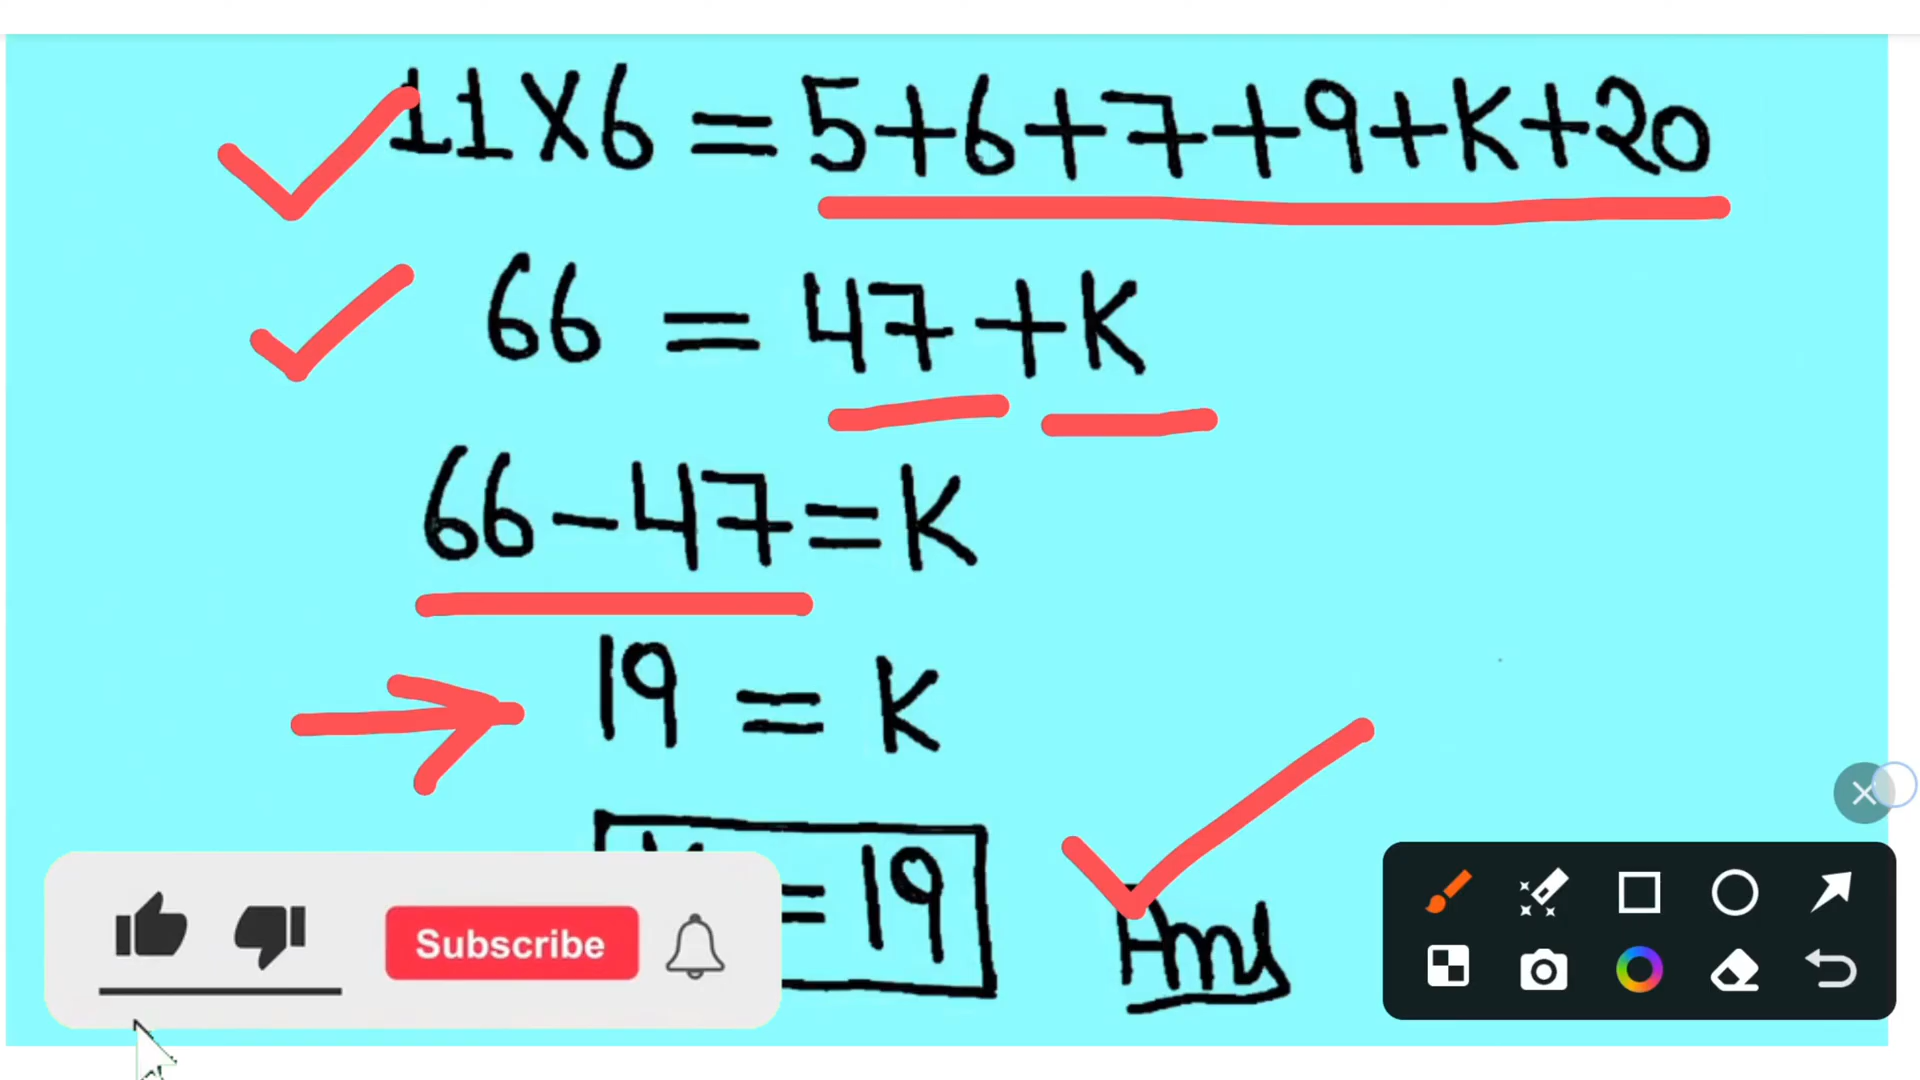 11X6 = 5+6+7+9+K+20
66 = 47+K
66-47=K
19 = K
= 19
Ans
Subscribe